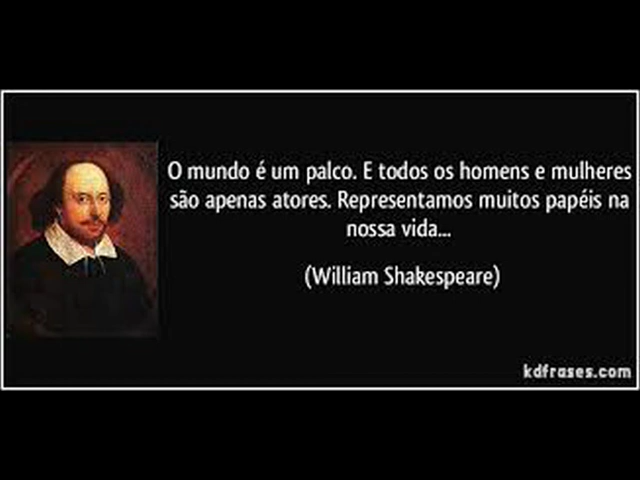 O mundo é um palco. E todos os homens e mulheres
são apenas atores. Representamos muitos papéis na
nossa vida...
(William Shakespeare)
kdfrases.com